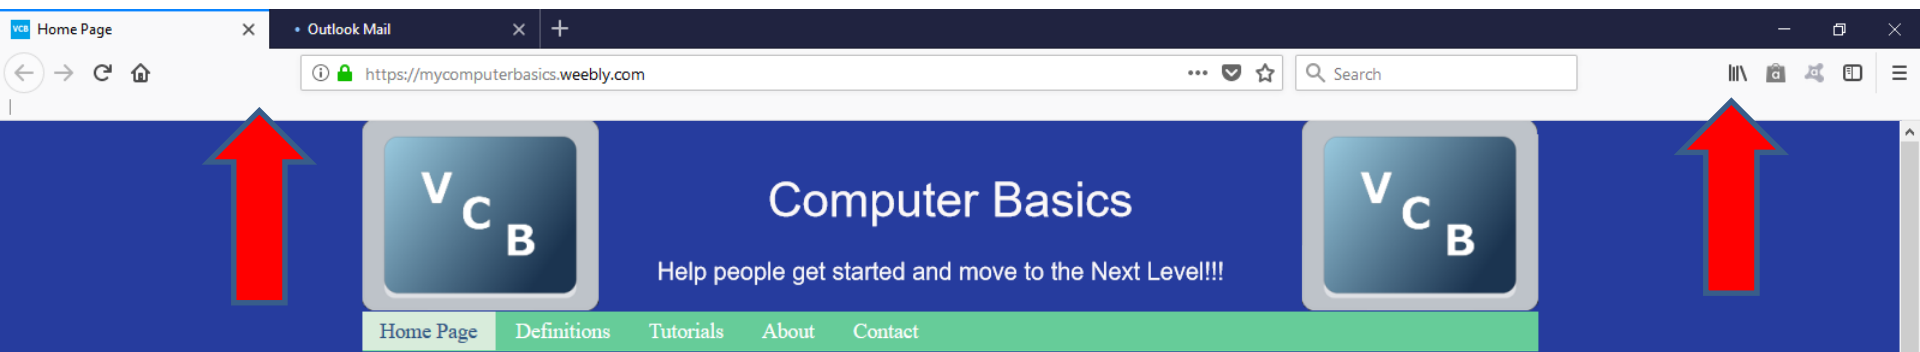 VCB Home Page
Outlook Mail
https://mycomputerbasics.weebly.com
Search
V C B
Computer Basics
Help people get started and move to the Next Level!!!
V C B
Home Page Definitions Tutorials About Contact